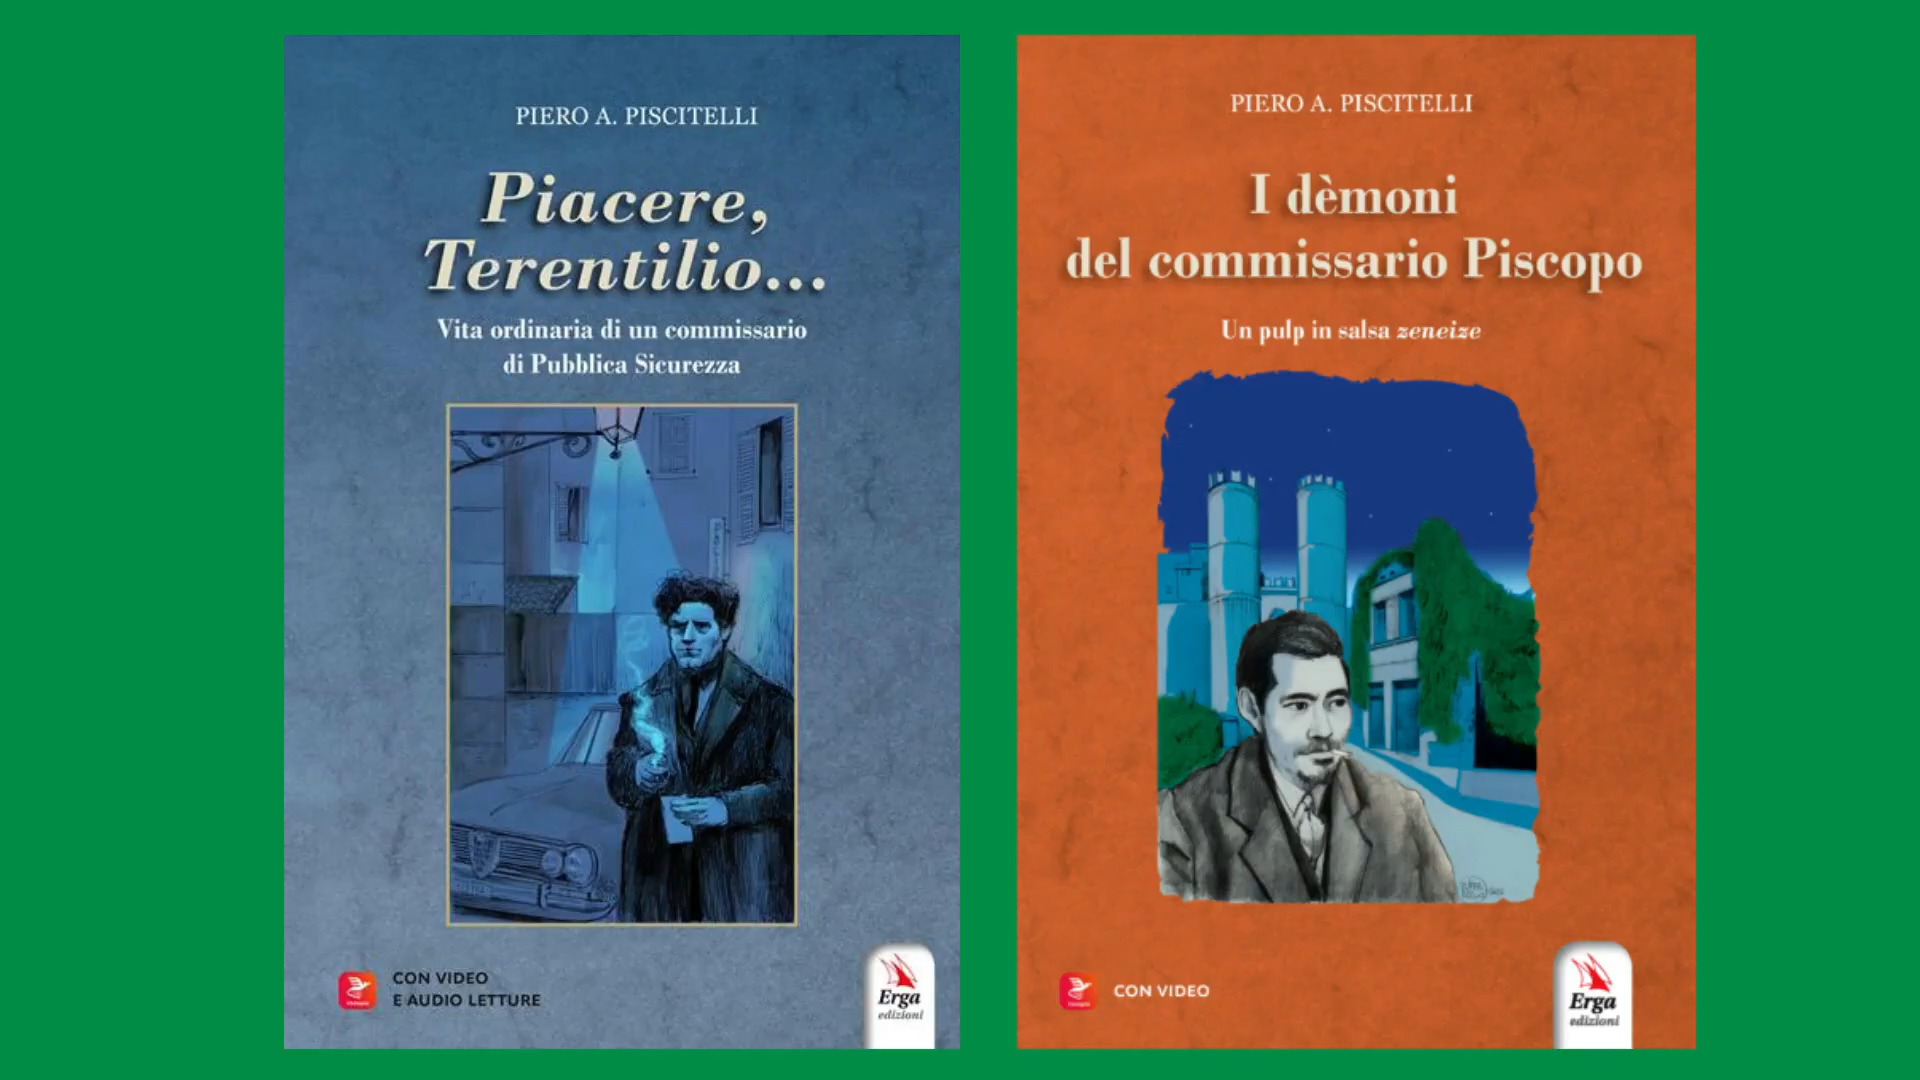 PIERO A. PISCITELLI
Piacere,
Terentilio...
Vita ordinaria di un commissario
di Pubblica Sicurezza
CON VIDEO
E AUDIO LETTURE
Erga
edizioni
PIERO A. PISCITELLI
I dèmoni
del commissario Piscopo
Un pulp in salsa zeneize
CON VIDEO
Erga
edizioni